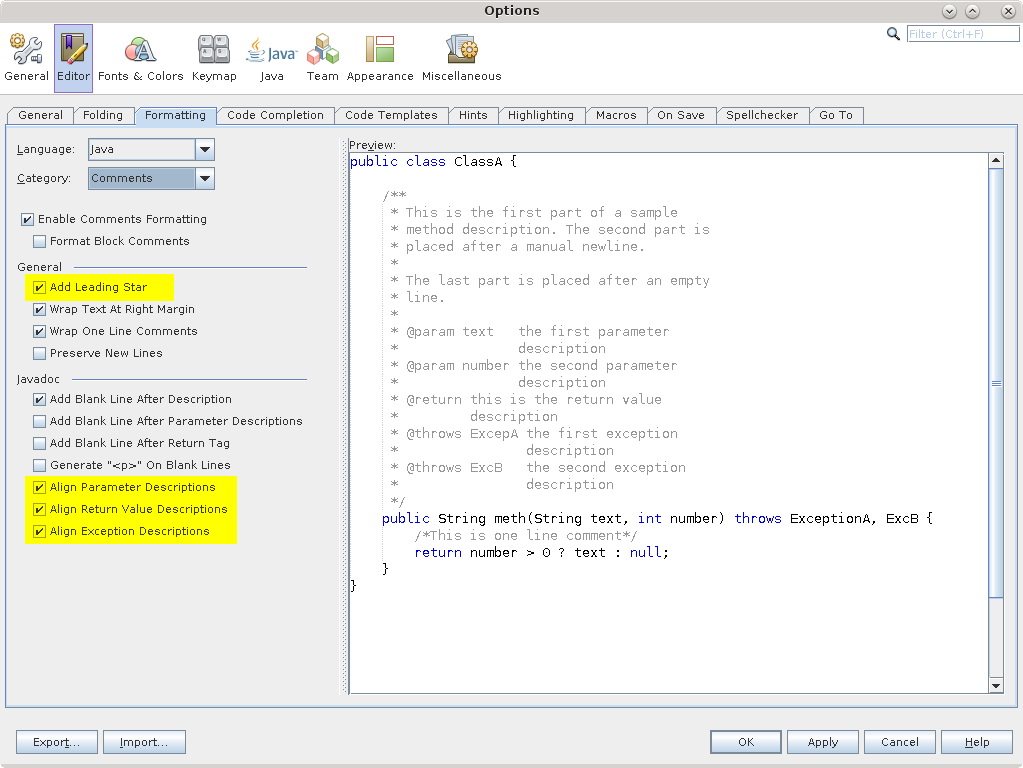 Options
Filter (Ctrl+F)
General Editor Fonts & Colors Keymap Java Team Appearance Miscellaneous
General Folding Formatting Code Completion Code Templates Hints Highlighting Macros On Save Spellchecker Go To
Language: Java
Category: Comments
Enable Comments Formatting
Format Block Comments
General
Add Leading Star
Wrap Text At Right Margin
Wrap One Line Comments
Preserve New Lines
Javadoc
Add Blank Line After Description
Add Blank Line After Parameter Descriptions
Add Blank Line After Return Tag
Generate "<p>" On Blank Lines
Align Parameter Descriptions
Align Return Value Descriptions
Align Exception Descriptions
Preview:
public class ClassA {
/**
* This is the first part of a sample
* method description. The second part is
* placed after a manual newline.
*
* The last part is placed after an empty
* line.
*
* @param text   the first parameter
*               description
* @param number the second parameter
*               description
* @return this is the return value
*         description
* @throws ExcepA the first exception
*                description
* @throws ExcB   the second exception
*                description
*/
public String meth(String text, int number) throws ExceptionA, ExcB {
/*This is one line comment*/
return number > 0 ? text : null;
}
}
Export... Import... OK Apply Cancel Help